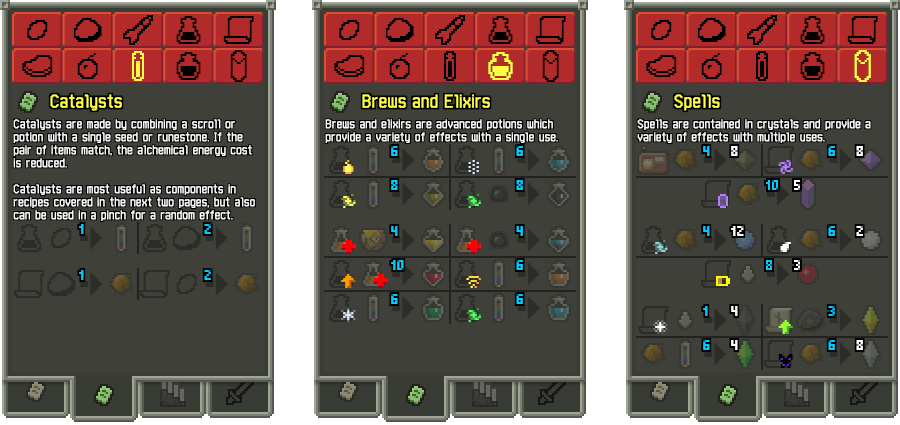 Catalysts
Catalysts are made by combining a scroll or
potion with a single seed or runestone. If the
pair of items match, the alchemical energy cost
is reduced.
Catalysts are most useful as components in
recipes covered in the next two pages, but also
can be used in a pinch for a random effect.
1 2
1 2
Brews and Elixirs
Brews and elixirs are advanced potions which
provide a variety of effects with a single use.
6 6
8 8
4 4
10 6
6 6
Spells
Spells are contained in crystals and provide a
variety of effects with multiple uses.
4 8 6 8
10 5
4 12 6 2
8 3
1 4 3
6 4 6 8